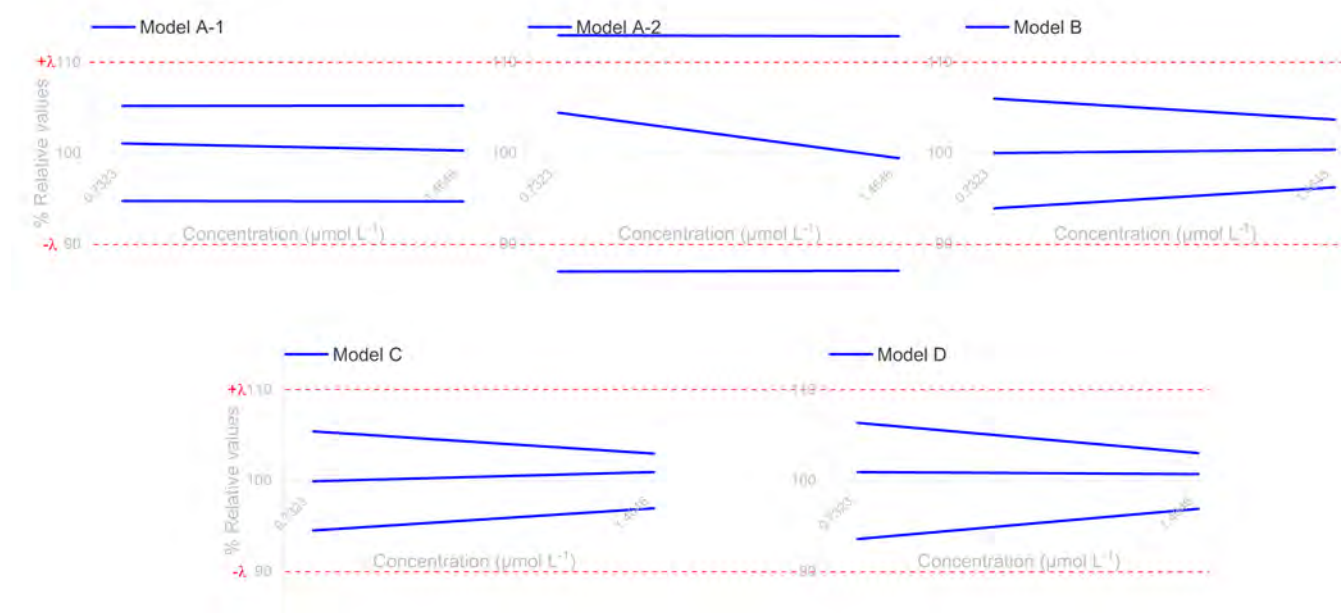 Model A-1
Model A-2
Model B
+λ 110
110
110
% Relative values
100
100
100
0.7323
1.4646
0.7323
1.4646
0.7323
1.4646
Concentration (μmol L⁻¹)
Concentration (μmol L⁻¹)
Concentration (μmol L⁻¹)
-λ 90
90
90
Model C
Model D
+λ 110
110
% Relative values
100
100
0.7323
1.4646
0.7323
1.4646
Concentration (μmol L⁻¹)
Concentration (μmol L⁻¹)
-λ 90
90